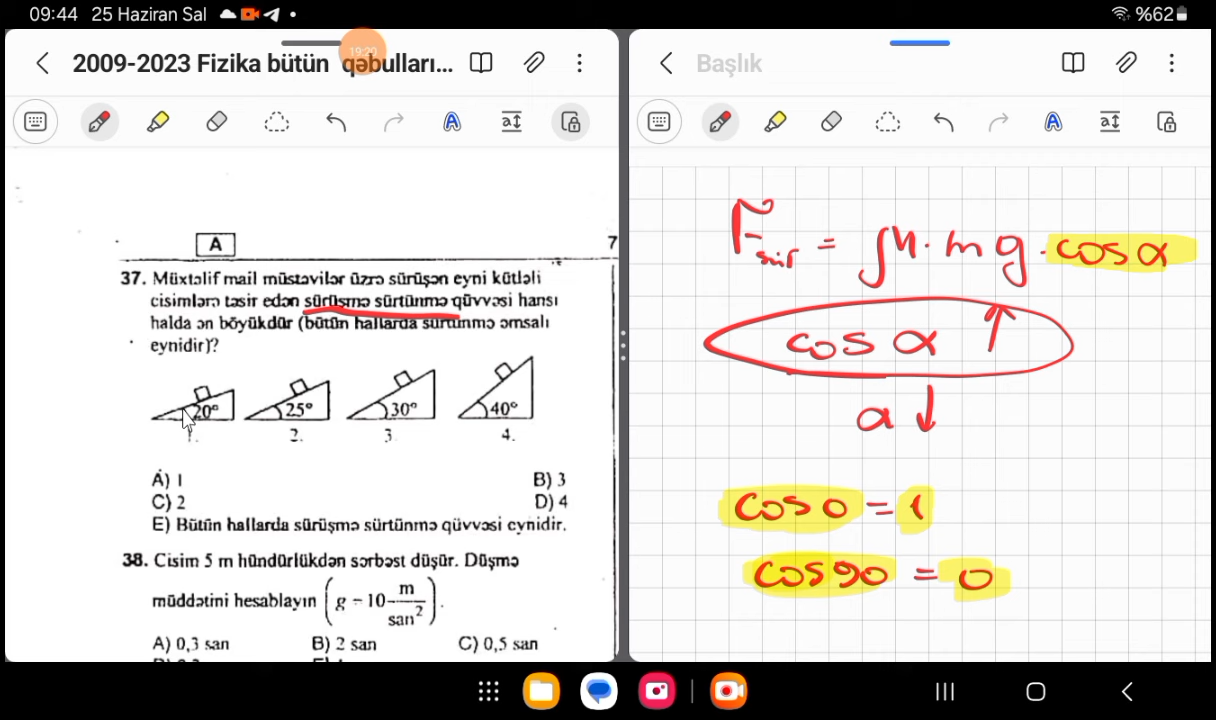 09:44 25 Haziran Sal
%62
19:20
2009-2023 Fizika bütün qəbulları...
A
7
37. Müxtəlif mail müstəvilər üzrə sürüşən eyni kütləli
cisimlərə təsir edən sürüşmə sürtünmə qüvvəsi hansı
halda ən böyükdür (bütün hallarda sürtünmə əmsalı
eynidir)?
20° 25° 30° 40°
1. 2. 3 4.
A) 1 B) 3
C) 2 D) 4
E) Bütün hallarda sürüşmə sürtünmə qüvvəsi eynidir.
38. Cisim 5 m hündürlükdən sərbəst düşür. Düşmə
müddətini hesablayın (g = 10 m/san²).
A) 0,3 san B) 2 san C) 0,5 san
Başlık
Fsür = μ · mg · cos α
cos α ↑
α ↓
cos 0 = 1
cos 90 = 0